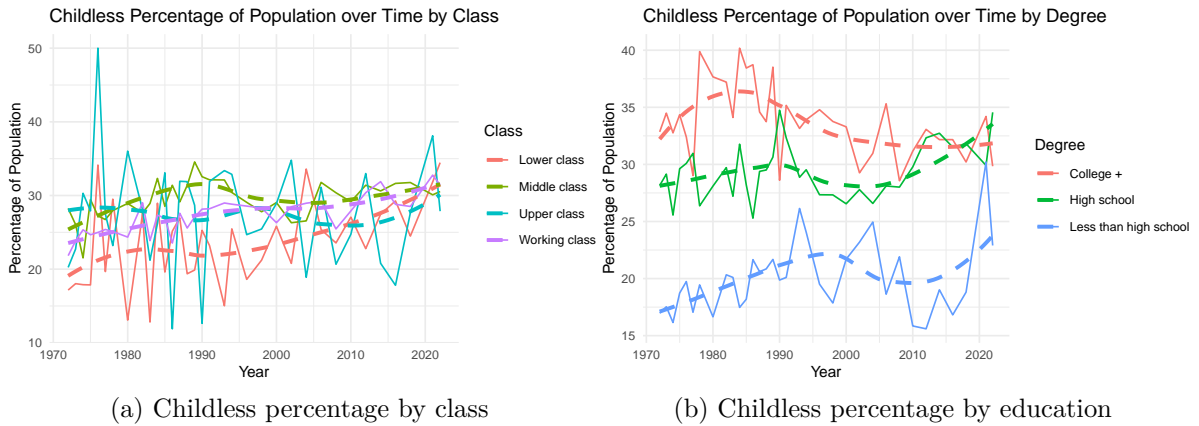 Childless Percentage of Population over Time by Class
Percentage of Population
50
40
30
20
10
1970 1980 1990 2000 2010 2020
Year
Class
Lower class
Middle class
Upper class
Working class
(a) Childless percentage by class
Childless Percentage of Population over Time by Degree
Percentage of Population
40
35
30
25
20
15
1970 1980 1990 2000 2010 2020
Year
Degree
College +
High school
Less than high school
(b) Childless percentage by education